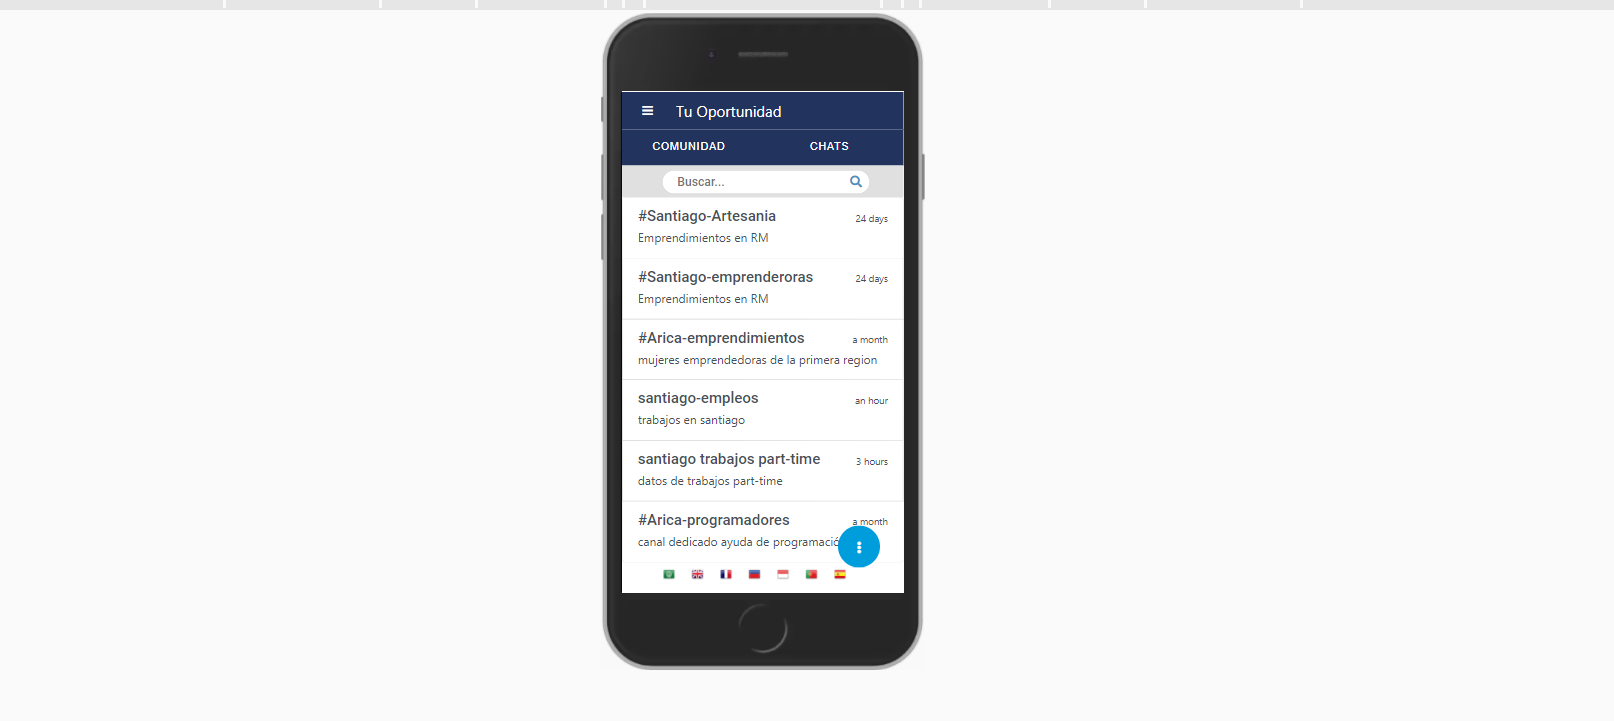 Tu Oportunidad
COMUNIDAD CHATS
Buscar...
#Santiago-Artesania 24 days
Emprendimientos en RM
#Santiago-emprenderoras 24 days
Emprendimientos en RM
#Arica-emprendimientos a month
mujeres emprendedoras de la primera region
santiago-empleos an hour
trabajos en santiago
santiago trabajos part-time 3 hours
datos de trabajos part-time
#Arica-programadores a month
canal dedicado ayuda de programació